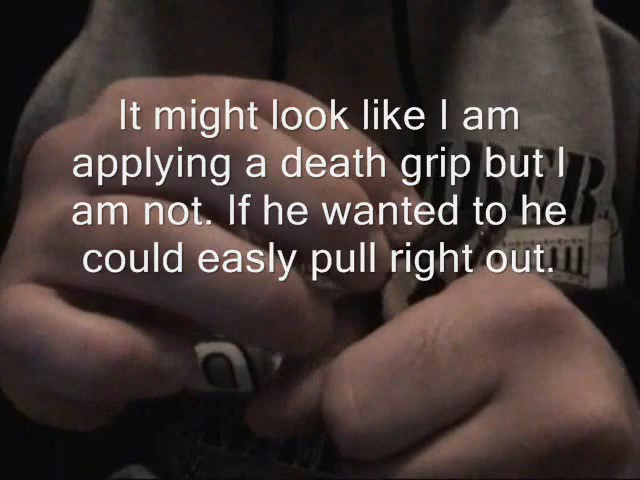 It might look like I am
applying a death grip but I
am not. If he wanted to he
could easly pull right out.